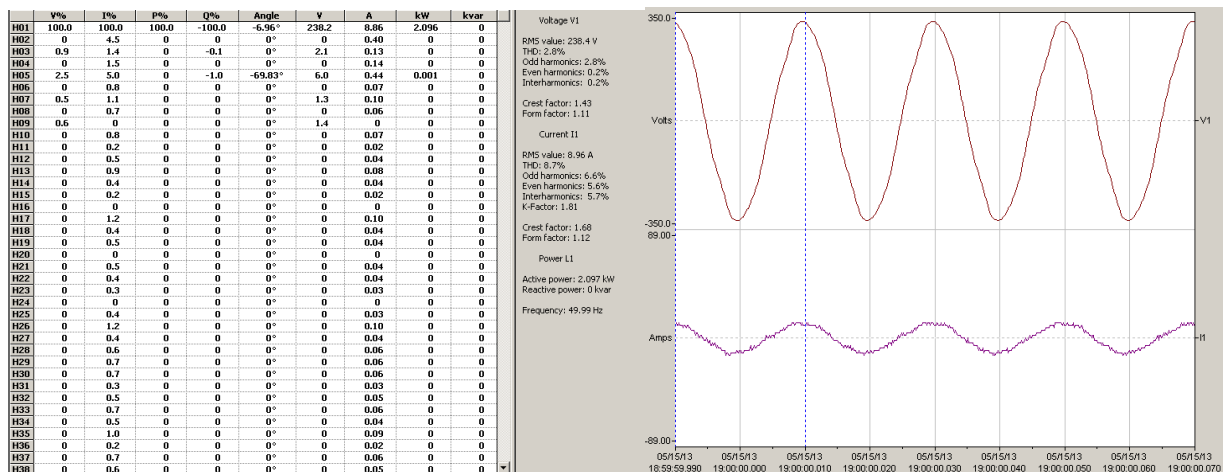 V% I% P% Q% Angle V A kW kvar
H01 100.0 100.0 100.0 -100.0 -6.96° 238.2 8.86 2.096 0
H02 0 4.5 0 0 0° 0 0.40 0 0
H03 0.9 1.4 0 -0.1 0° 2.1 0.13 0 0
H04 0 1.5 0 0 0° 0 0.14 0 0
H05 2.5 5.0 0 -1.0 -69.83° 6.0 0.44 0.001 0
H06 0 0.8 0 0 0° 0 0.07 0 0
H07 0.5 1.1 0 0 0° 1.3 0.10 0 0
H08 0 0.7 0 0 0° 0 0.06 0 0
H09 0.6 0 0 0 0° 1.4 0 0 0
H10 0 0.8 0 0 0° 0 0.07 0 0
H11 0 0.2 0 0 0° 0 0.02 0 0
H12 0 0.5 0 0 0° 0 0.04 0 0
H13 0 0.9 0 0 0° 0 0.08 0 0
H14 0 0.4 0 0 0° 0 0.04 0 0
H15 0 0.2 0 0 0° 0 0.02 0 0
H16 0 0 0 0 0° 0 0 0 0
H17 0 1.2 0 0 0° 0 0.10 0 0
H18 0 0.4 0 0 0° 0 0.04 0 0
H19 0 0.5 0 0 0° 0 0.04 0 0
H20 0 0 0 0 0° 0 0 0 0
H21 0 0.5 0 0 0° 0 0.04 0 0
H22 0 0.4 0 0 0° 0 0.04 0 0
H23 0 0.3 0 0 0° 0 0.03 0 0
H24 0 0 0 0 0° 0 0 0 0
H25 0 0.4 0 0 0° 0 0.03 0 0
H26 0 1.2 0 0 0° 0 0.10 0 0
H27 0 0.4 0 0 0° 0 0.04 0 0
H28 0 0.6 0 0 0° 0 0.06 0 0
H29 0 0.7 0 0 0° 0 0.06 0 0
H30 0 0.7 0 0 0° 0 0.06 0 0
H31 0 0.3 0 0 0° 0 0.03 0 0
H32 0 0.5 0 0 0° 0 0.05 0 0
H33 0 0.7 0 0 0° 0 0.06 0 0
H34 0 0.5 0 0 0° 0 0.04 0 0
H35 0 1.0 0 0 0° 0 0.09 0 0
H36 0 0.2 0 0 0° 0 0.02 0 0
H37 0 0.7 0 0 0° 0 0.06 0 0
H38 0 0.6 0 0 0° 0 0.05 0 0
Voltage V1
RMS value: 238.4 V
THD: 2.8%
Odd harmonics: 2.8%
Even harmonics: 0.2%
Interharmonics: 0.2%
Crest factor: 1.43
Form factor: 1.11
Current I1
RMS value: 8.96 A
THD: 8.7%
Odd harmonics: 6.6%
Even harmonics: 5.6%
Interharmonics: 5.7%
K-Factor: 1.81
Crest factor: 1.68
Form factor: 1.12
Power L1
Active power: 2.097 kW
Reactive power: 0 kvar
Frequency: 49.99 Hz
350.0
Volts
V1
-350.0
89.00
Amps
I1
-89.00
05/15/13 05/15/13 05/15/13 05/15/13 05/15/13 05/15/13 05/15/13 05/15/13 05/15/13
18:59:59.990 19:00:00.000 19:00:00.010 19:00:00.020 19:00:00.030 19:00:00.040 19:00:00.050 19:00:00.060 19:00:00.070